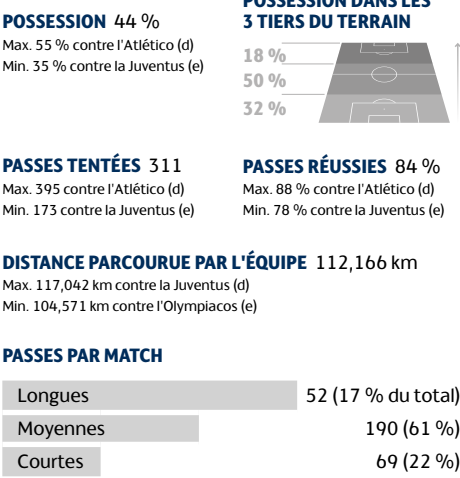 POSSESSION 44 %
Max. 55 % contre l'Atlético (d)
Min. 35 % contre la Juventus (e)
POSSESSION DANS LES
3 TIERS DU TERRAIN
18 %
50 %
32 %
PASSES TENTÉES 311
Max. 395 contre l'Atlético (d)
Min. 173 contre la Juventus (e)
PASSES RÉUSSIES 84 %
Max. 88 % contre l'Atlético (d)
Min. 78 % contre la Juventus (e)
DISTANCE PARCOURUE PAR L'ÉQUIPE 112,166 km
Max. 117,042 km contre la Juventus (d)
Min. 104,571 km contre l'Olympiacos (e)
PASSES PAR MATCH
Longues 52 (17 % du total)
Moyennes 190 (61 %)
Courtes 69 (22 %)